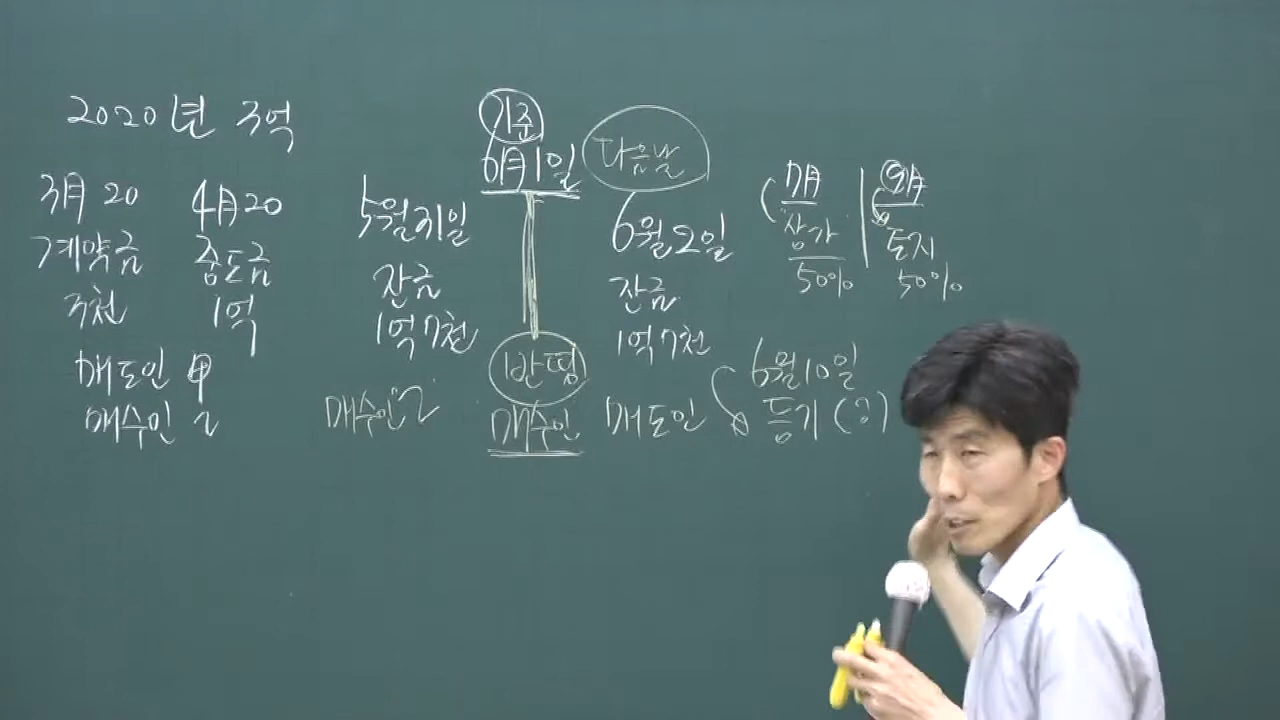 2020년 3억
3月 20
계약금
3천
매도인 甲
매수인 乙
4月20
중도금
1억
5월31일
잔금
1억7천
매수인 乙
기준
6月1일
매수인
다음날
6월2일
잔금
1억7천
매도인
7月
상가
50%
9月
토지
50%
6월10일
등기